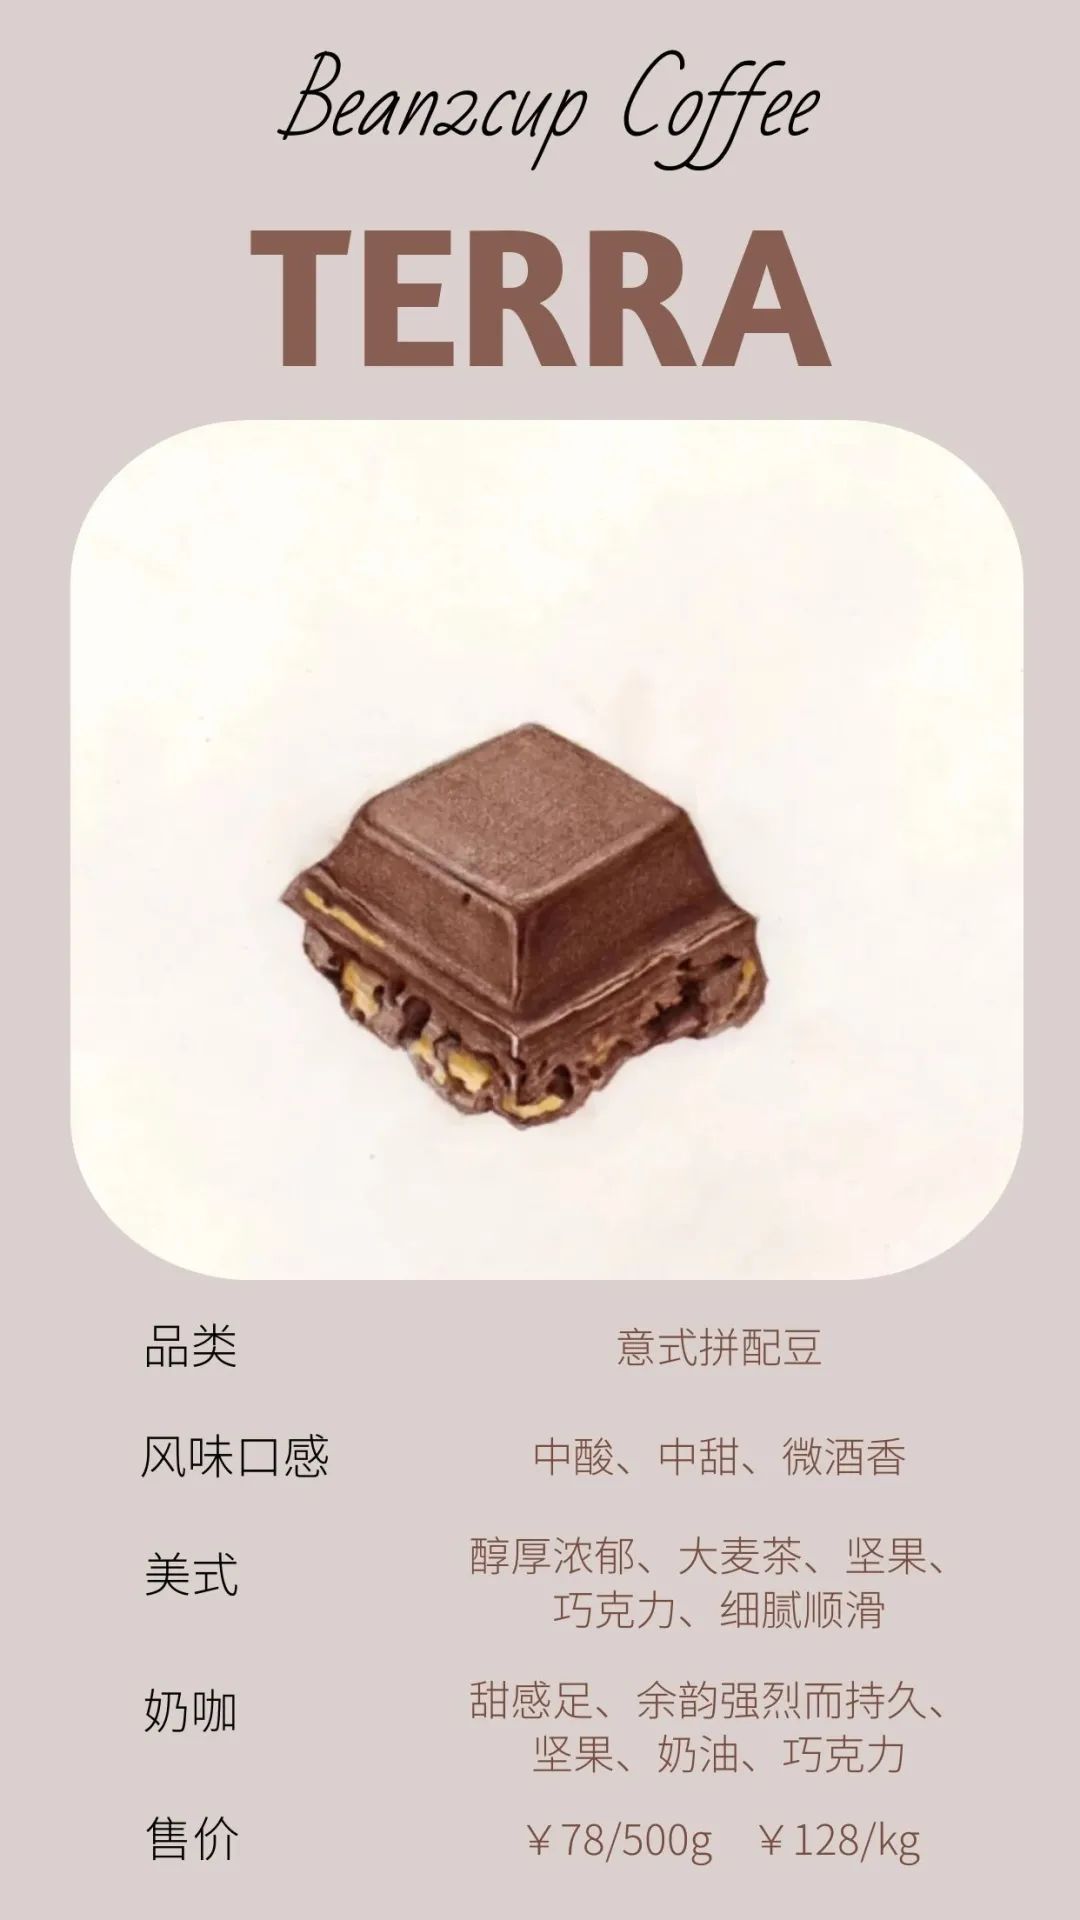 Bean2cup Coffee
TERRA
品类 意式拼配豆
风味口感 中酸、中甜、微酒香
美式 醇厚浓郁、大麦茶、坚果、
巧克力、细腻顺滑
奶咖 甜感足、余韵强烈而持久、
坚果、奶油、巧克力
售价 ￥78/500g ￥128/kg